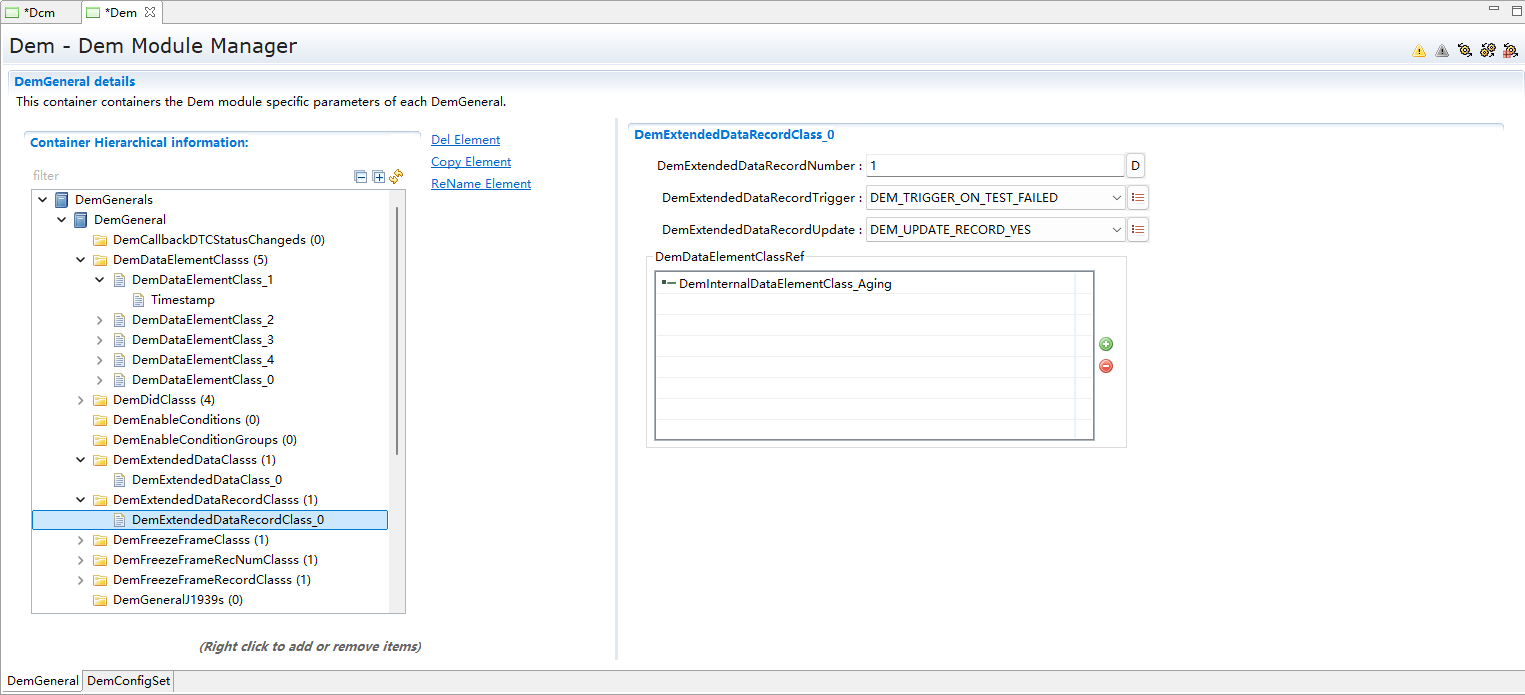 *Dcm
*Dem
Dem - Dem Module Manager
DemGeneral details
This container containers the Dem module specific parameters of each DemGeneral.
Container Hierarchical information:
filter
DemGenerals
DemGeneral
DemCallbackDTCStatusChangeds (0)
DemDataElementClasss (5)
DemDataElementClass_1
Timestamp
DemDataElementClass_2
DemDataElementClass_3
DemDataElementClass_4
DemDataElementClass_0
DemDidClasss (4)
DemEnableConditions (0)
DemEnableConditionGroups (0)
DemExtendedDataClasss (1)
DemExtendedDataClass_0
DemExtendedDataRecordClasss (1)
DemExtendedDataRecordClass_0
DemFreezeFrameClasss (1)
DemFreezeFrameRecNumClasss (1)
DemFreezeFrameRecordClasss (1)
DemGeneralJ1939s (0)
(Right click to add or remove items)
Del Element
Copy Element
ReName Element
DemExtendedDataRecordClass_0
DemExtendedDataRecordNumber : 1 D
DemExtendedDataRecordTrigger : DEM_TRIGGER_ON_TEST_FAILED
DemExtendedDataRecordUpdate : DEM_UPDATE_RECORD_YES
DemDataElementClassRef
DemInternalDataElementClass_Aging
DemGeneral
DemConfigSet